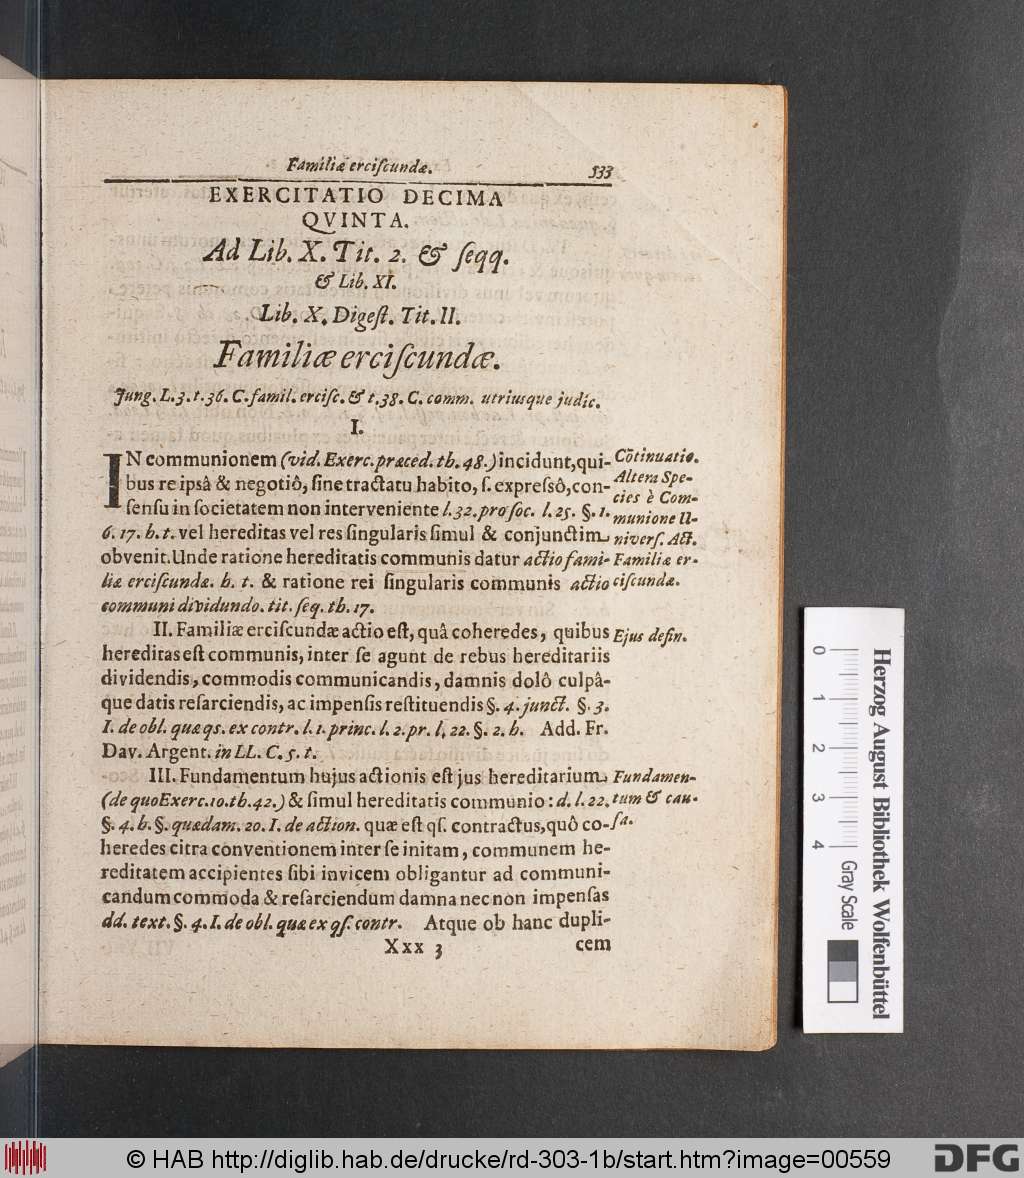 Familiæ erciſcundæ. 533
EXERCITATIO DECIMA
QVINTA.
Ad Lib. X. Tit. 2. & ſeqq.
& Lib. XI.
Lib. X. Digeſt. Tit. II.
Familiæ erciſcundæ.
Jung. L. 3. t. 36. C. famil. erciſc. & t. 38. C. comm. utriusque judic.
I.
IN communionem (vid. Exerc. præced. th. 48.) incidunt, qui-
bus re ipsâ & negotiô, ſine tractatu habito, ſ. expreſsô, con-
ſenſu in ſocietatem non interveniente l. 32. pro ſoc. l. 25. §. 1.
6. 17. h. t. vel hereditas vel res ſingularis ſimul & conjunctim
obvenit. Unde ratione hereditatis communis datur actio fami-
liæ erciſcundæ. h. t. & ratione rei ſingularis communis actio
communi dividundo. tit. ſeq. th. 17.
Cõtinuatio.
Altera Spe-
cies è Com-
munione U-
niverſ. Act.
Familiæ er-
ciſcundæ.
II. Familiæ erciſcundæ actio eſt, quâ coheredes, quibus
hereditas eſt communis, inter ſe agunt de rebus hereditariis
dividendis, commodis communicandis, damnis dolô culpâ-
que datis reſarciendis, ac impenſis reſtituendis §. 4. junct. §. 3.
I. de obl. quæ qs. ex contr. l. 1. princ. l. 2. pr. l. 22. §. 2. h. Add. Fr.
Dav. Argent. in LL. C. 5. t.
Ejus defin.
III. Fundamentum hujus actionis eſt jus hereditarium
(de quo Exerc. 10. th. 42.) & ſimul hereditatis communio: d. l. 22.
§. 4. h. §. quædam. 20. I. de action. quæ eſt qſ. contractus, quô co-
heredes citra conventionem inter ſe initam, communem he-
reditatem accipientes ſibi invicem obligantur ad communi-
candum commoda & reſarciendum damna nec non impenſas
dd. text. §. 4. I. de obl. quæ ex qſ. contr. Atque ob hanc dupli-
Fundamen-
tum & cau-
ſa.
Xxx 3 cem
0 1 2 3 4
Gray Scale
Herzog August Bibliothek Wolfenbüttel
© HAB http://diglib.hab.de/drucke/rd-303-1b/start.htm?image=00559
DFG